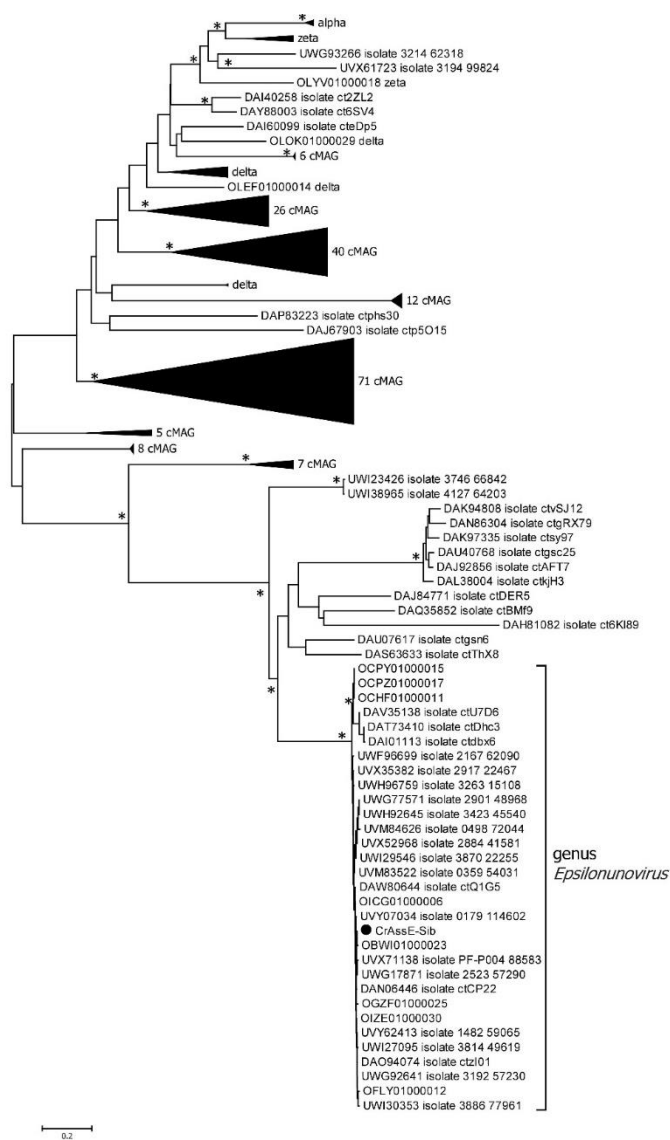 * alpha
* zeta
UWG93266 isolate 3214 62318
* * UVX61723 isolate 3194 99824
OLYV01000018 zeta
* DAI40258 isolate ct2ZL2
DAY88003 isolate ct6SV4
DAI60099 isolate cteDp5
OLOK01000029 delta
* 6 cMAG
delta
OLEF01000014 delta
* 26 cMAG
* 40 cMAG
delta
12 cMAG
DAP83223 isolate ctphs30
DAJ67903 isolate ctp5O15
* 71 cMAG
5 cMAG
8 cMAG
* 7 cMAG
* UWI23426 isolate 3746 66842
UWI38965 isolate 4127 64203
DAK94808 isolate ctvSJ12
* DAN86304 isolate ctgRX79
DAK97335 isolate ctsy97
DAU40768 isolate ctgsc25
* DAJ92856 isolate ctAFT7
DAL38004 isolate ctkjH3
* DAJ84771 isolate ctDER5
DAQ35852 isolate ctBMf9
DAH81082 isolate ct6KI89
DAU07617 isolate ctgsn6
DAS63633 isolate ctThX8
OCPY01000015
OCPZ01000017
OCHF01000011
* * DAV35138 isolate ctU7D6
DAT73410 isolate ctDhc3
* DAI01113 isolate ctdbx6
UWF96699 isolate 2167 62090
UVX35382 isolate 2917 22467
UWH96759 isolate 3263 15108
UWG77571 isolate 2901 48968
UWH92645 isolate 3423 45540
UVM84626 isolate 0498 72044
UVX52968 isolate 2884 41581
genus
UWI29546 isolate 3870 22255
Epsilonunovirus
UVM83522 isolate 0359 54031
DAW80644 isolate ctQ1G5
OICG01000006
UVY07034 isolate 0179 114602
CrAssE-Sib
OBWI01000023
UVX71138 isolate PF-P004 88583
UWG17871 isolate 2523 57290
DAN06446 isolate ctCP22
OGZF01000025
OIZE01000030
UVY62413 isolate 1482 59065
UWI27095 isolate 3814 49619
DAO94074 isolate ctzI01
UWG92641 isolate 3192 57230
OFLY01000012
UWI30353 isolate 3886 77961
0.2